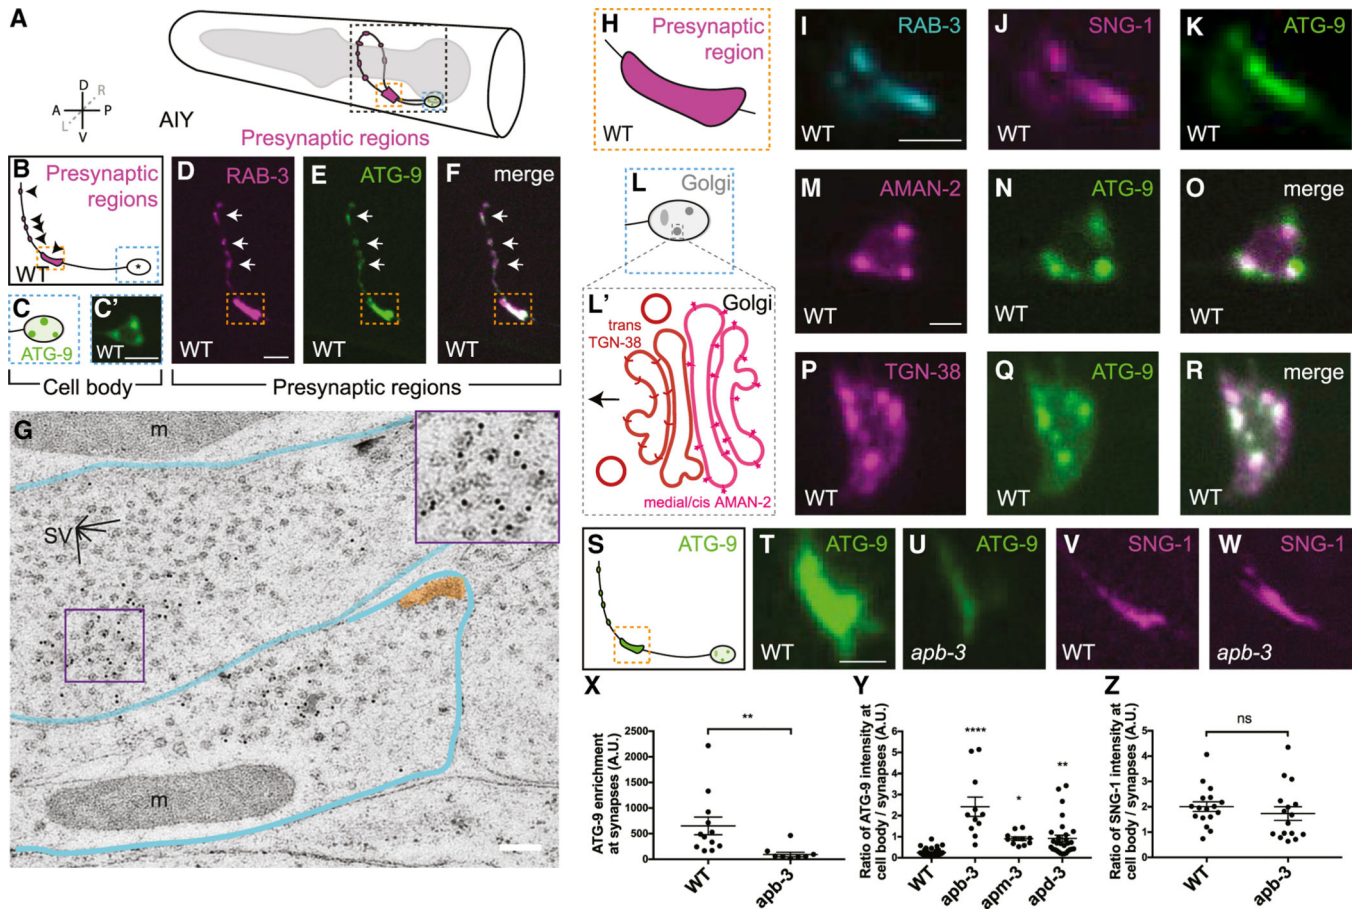 A
D
R
A
P
L
V
AIY
Presynaptic regions
B
Presynaptic
regions
WT
*
C
ATG-9
C'
WT
D
RAB-3
WT
E
ATG-9
WT
F
merge
WT
Cell body
Presynaptic regions
G
m
SV
m
H
Presynaptic
region
WT
I
RAB-3
WT
J
SNG-1
WT
K
ATG-9
WT
L
Golgi
L'
Golgi
trans
TGN-38
medial/cis AMAN-2
M
AMAN-2
WT
N
ATG-9
WT
O
merge
WT
P
TGN-38
WT
Q
ATG-9
WT
R
merge
WT
S
ATG-9
T
ATG-9
WT
U
ATG-9
apb-3
V
SNG-1
WT
W
SNG-1
apb-3
X
ATG-9 enrichment
at synapses (A.U.)
2500
2000
1500
1000
500
0
**
WT
apb-3
Y
Ratio of ATG-9 intensity at
cell body / synapses (A.U.)
6
5
4
3
2
1
0
****
*
**
WT
apb-3
apm-3
apd-3
Z
Ratio of SNG-1 intensity at
cell body / synapses (A.U.)
5
4
3
2
1
0
ns
WT
apb-3